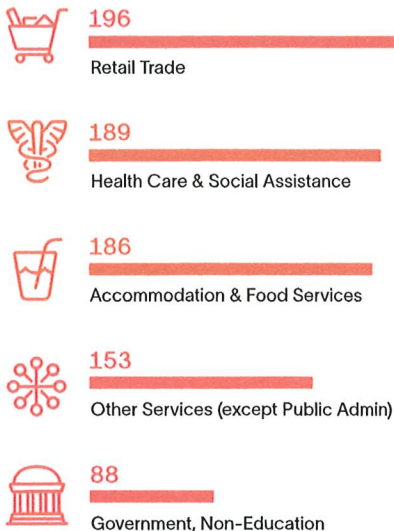 196
Retail Trade
189
Health Care & Social Assistance
186
Accommodation & Food Services
153
Other Services (except Public Admin)
88
Government, Non-Education